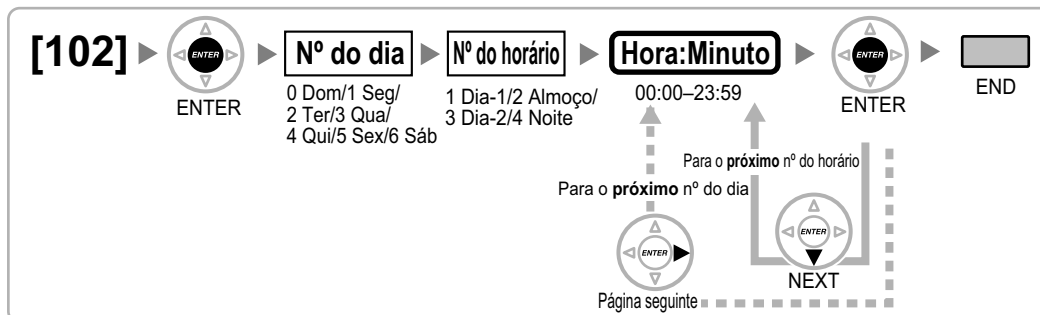 [102]
ENTER
ENTER
Nº do dia
0 Dom/1 Seg/
2 Ter/3 Qua/
4 Qui/5 Sex/6 Sáb
Nº do horário
1 Dia-1/2 Almoço/
3 Dia-2/4 Noite
Hora:Minuto
00:00–23:59
ENTER
ENTER
END
Para o próximo nº do horário
Para o próximo nº do dia
ENTER
ENTER
NEXT
Página seguinte